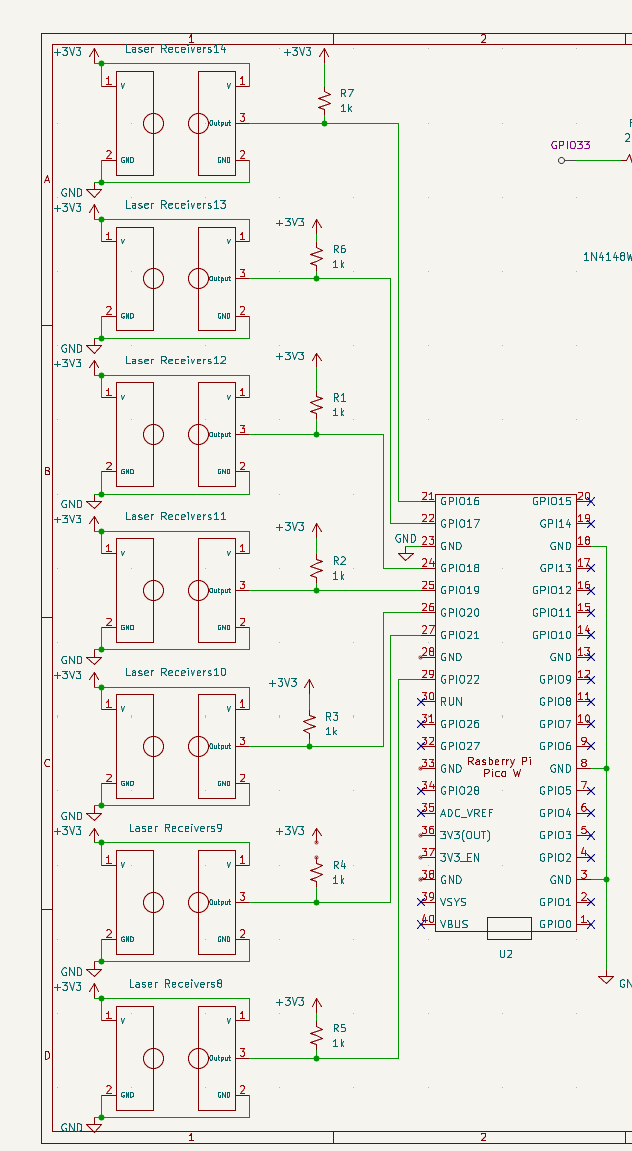 1
2
A
B
C
D
Laser Receivers14
+3V3
1 V
V 1
Output 3
2 GND
GND 2
GND
+3V3
R7
1k
Laser Receivers13
+3V3
1 V
V 1
Output 3
2 GND
GND 2
GND
+3V3
R6
1k
Laser Receivers12
+3V3
1 V
V 1
Output 3
2 GND
GND 2
GND
+3V3
R1
1k
Laser Receivers11
+3V3
1 V
V 1
Output 3
2 GND
GND 2
GND
+3V3
R2
1k
Laser Receivers10
+3V3
1 V
V 1
Output 3
2 GND
GND 2
GND
+3V3
R3
1k
Laser Receivers9
+3V3
1 V
V 1
Output 3
2 GND
GND 2
GND
+3V3
R4
1k
Laser Receivers8
+3V3
1 V
V 1
Output 3
2 GND
GND 2
GND
+3V3
R5
1k
GPIO33
2
1N4148W
GND
21 GPIO16 GPIO15 20
22 GPIO17 GPI14 19
23 GND GND 18
24 GPIO18 GPI13 17
25 GPIO19 GPIO12 16
26 GPIO20 GPIO11 15
27 GPIO21 GPIO10 14
28 GND GND 13
29 GPIO22 GPIO9 12
30 RUN GPIO8 11
31 GPIO26 GPIO7 10
32 GPIO27 GPIO6 9
33 GND GND 8
34 GPIO28 GPIO5 7
35 ADC_VREF GPIO4 6
36 3V3(OUT) GPIO3 5
37 3V3_EN GPIO2 4
38 GND GND 3
39 VSYS GPIO1 2
40 VBUS GPIO0 1
Rasberry Pi
Pico W
U2
GN
1
2